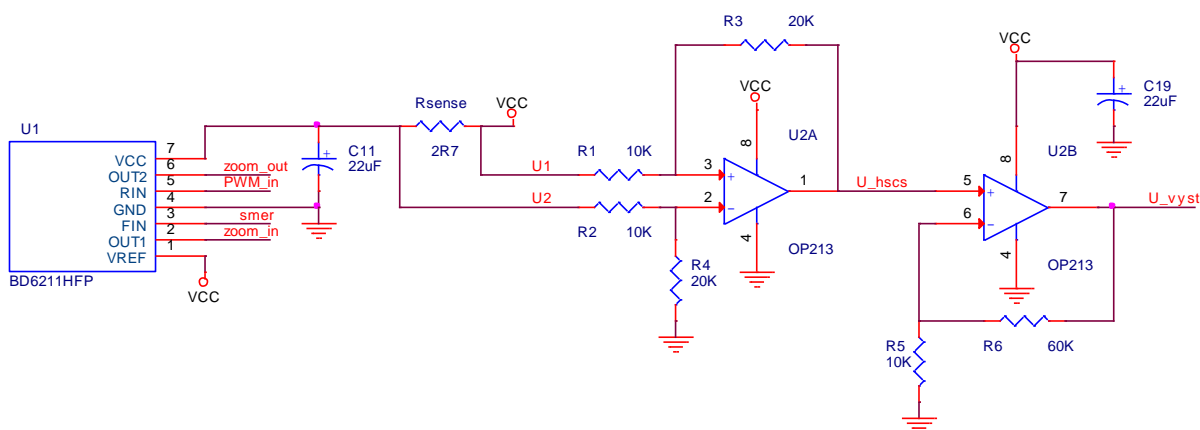 R3
20K
VCC
VCC
Rsense
VCC
2R7
C19
22uF
U1
C11
22uF
U1
R1
10K
3
8
U2A
1
U_hscs
5
8
U2B
7
U_vyst
VCC
7
OUT2
6
zoom_out
RIN
5
PWM_in
GND
4
FIN
3
smer
OUT1
2
zoom_in
VREF
1
BD6211HFP
VCC
U2
R2
10K
2
4
OP213
6
4
OP213
R4
20K
R5
10K
R6
60K
+
+
+
−
+
−